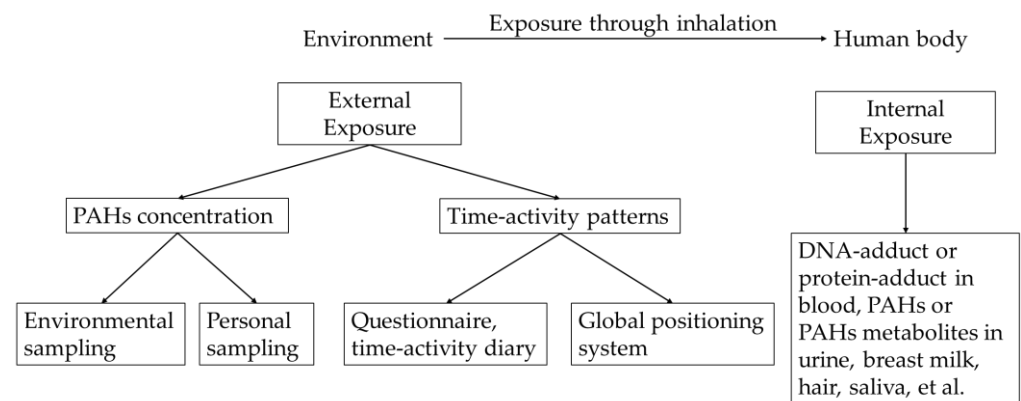 Exposure through inhalation
Environment
Human body
External
Exposure
Internal
Exposure
PAHs concentration
Time-activity patterns
Environmental
sampling
Personal
sampling
Questionnaire,
time-activity diary
Global positioning
system
DNA-adduct or
protein-adduct in
blood, PAHs or
PAHs metabolites in
urine, breast milk,
hair, saliva, et al.